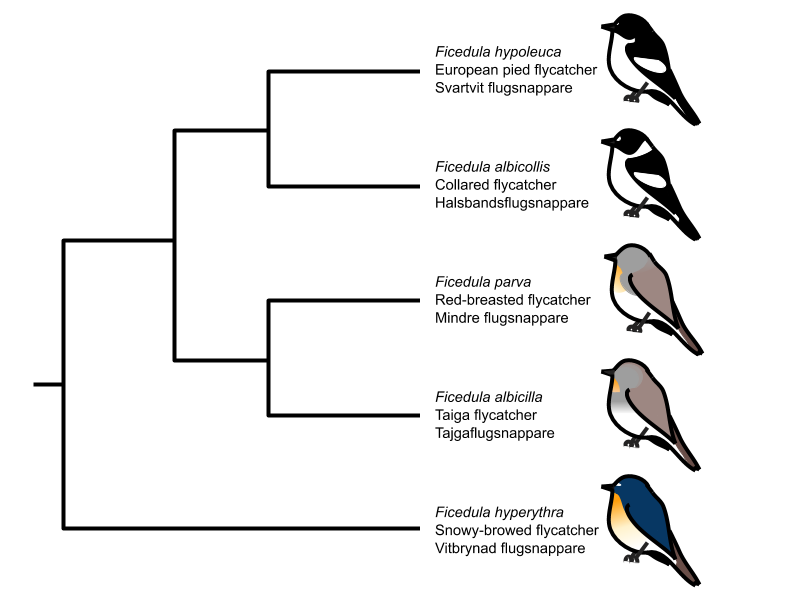 Ficedula hypoleuca
European pied flycatcher
Svartvit flugsnappare
Ficedula albicollis
Collared flycatcher
Halsbandsflugsnappare
Ficedula parva
Red-breasted flycatcher
Mindre flugsnappare
Ficedula albicilla
Taiga flycatcher
Tajgaflugsnappare
Ficedula hyperythra
Snowy-browed flycatcher
Vitbrynad flugsnappare